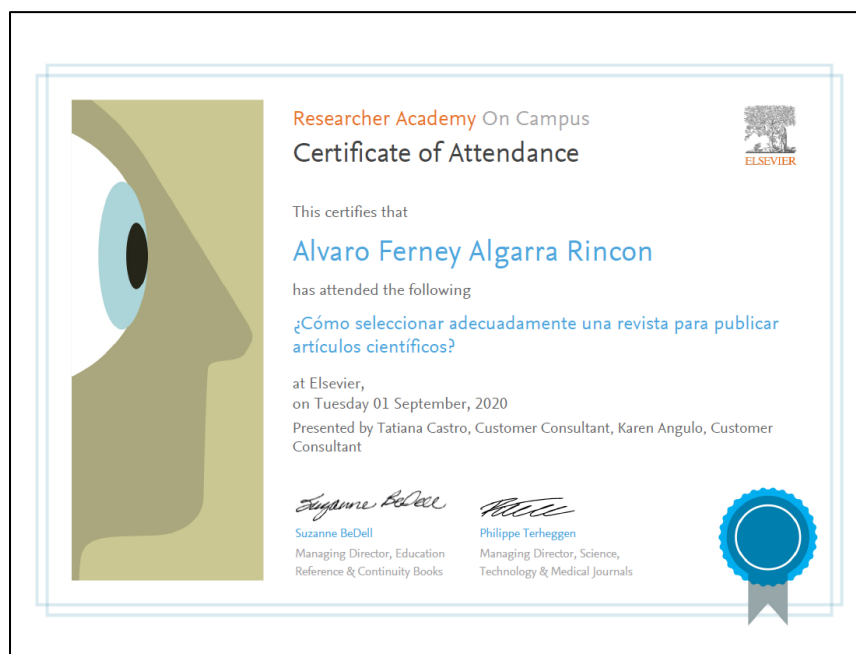 Researcher Academy On Campus
Certificate of Attendance
ELSEVIER
This certifies that
Alvaro Ferney Algarra Rincon
has attended the following
¿Cómo seleccionar adecuadamente una revista para publicar
artículos científicos?
at Elsevier,
on Tuesday 01 September, 2020
Presented by Tatiana Castro, Customer Consultant, Karen Angulo, Customer
Consultant
Suzanne BeDell
Suzanne BeDell
Managing Director, Education
Reference & Continuity Books
Philippe Terheggen
Managing Director, Science,
Technology & Medical Journals